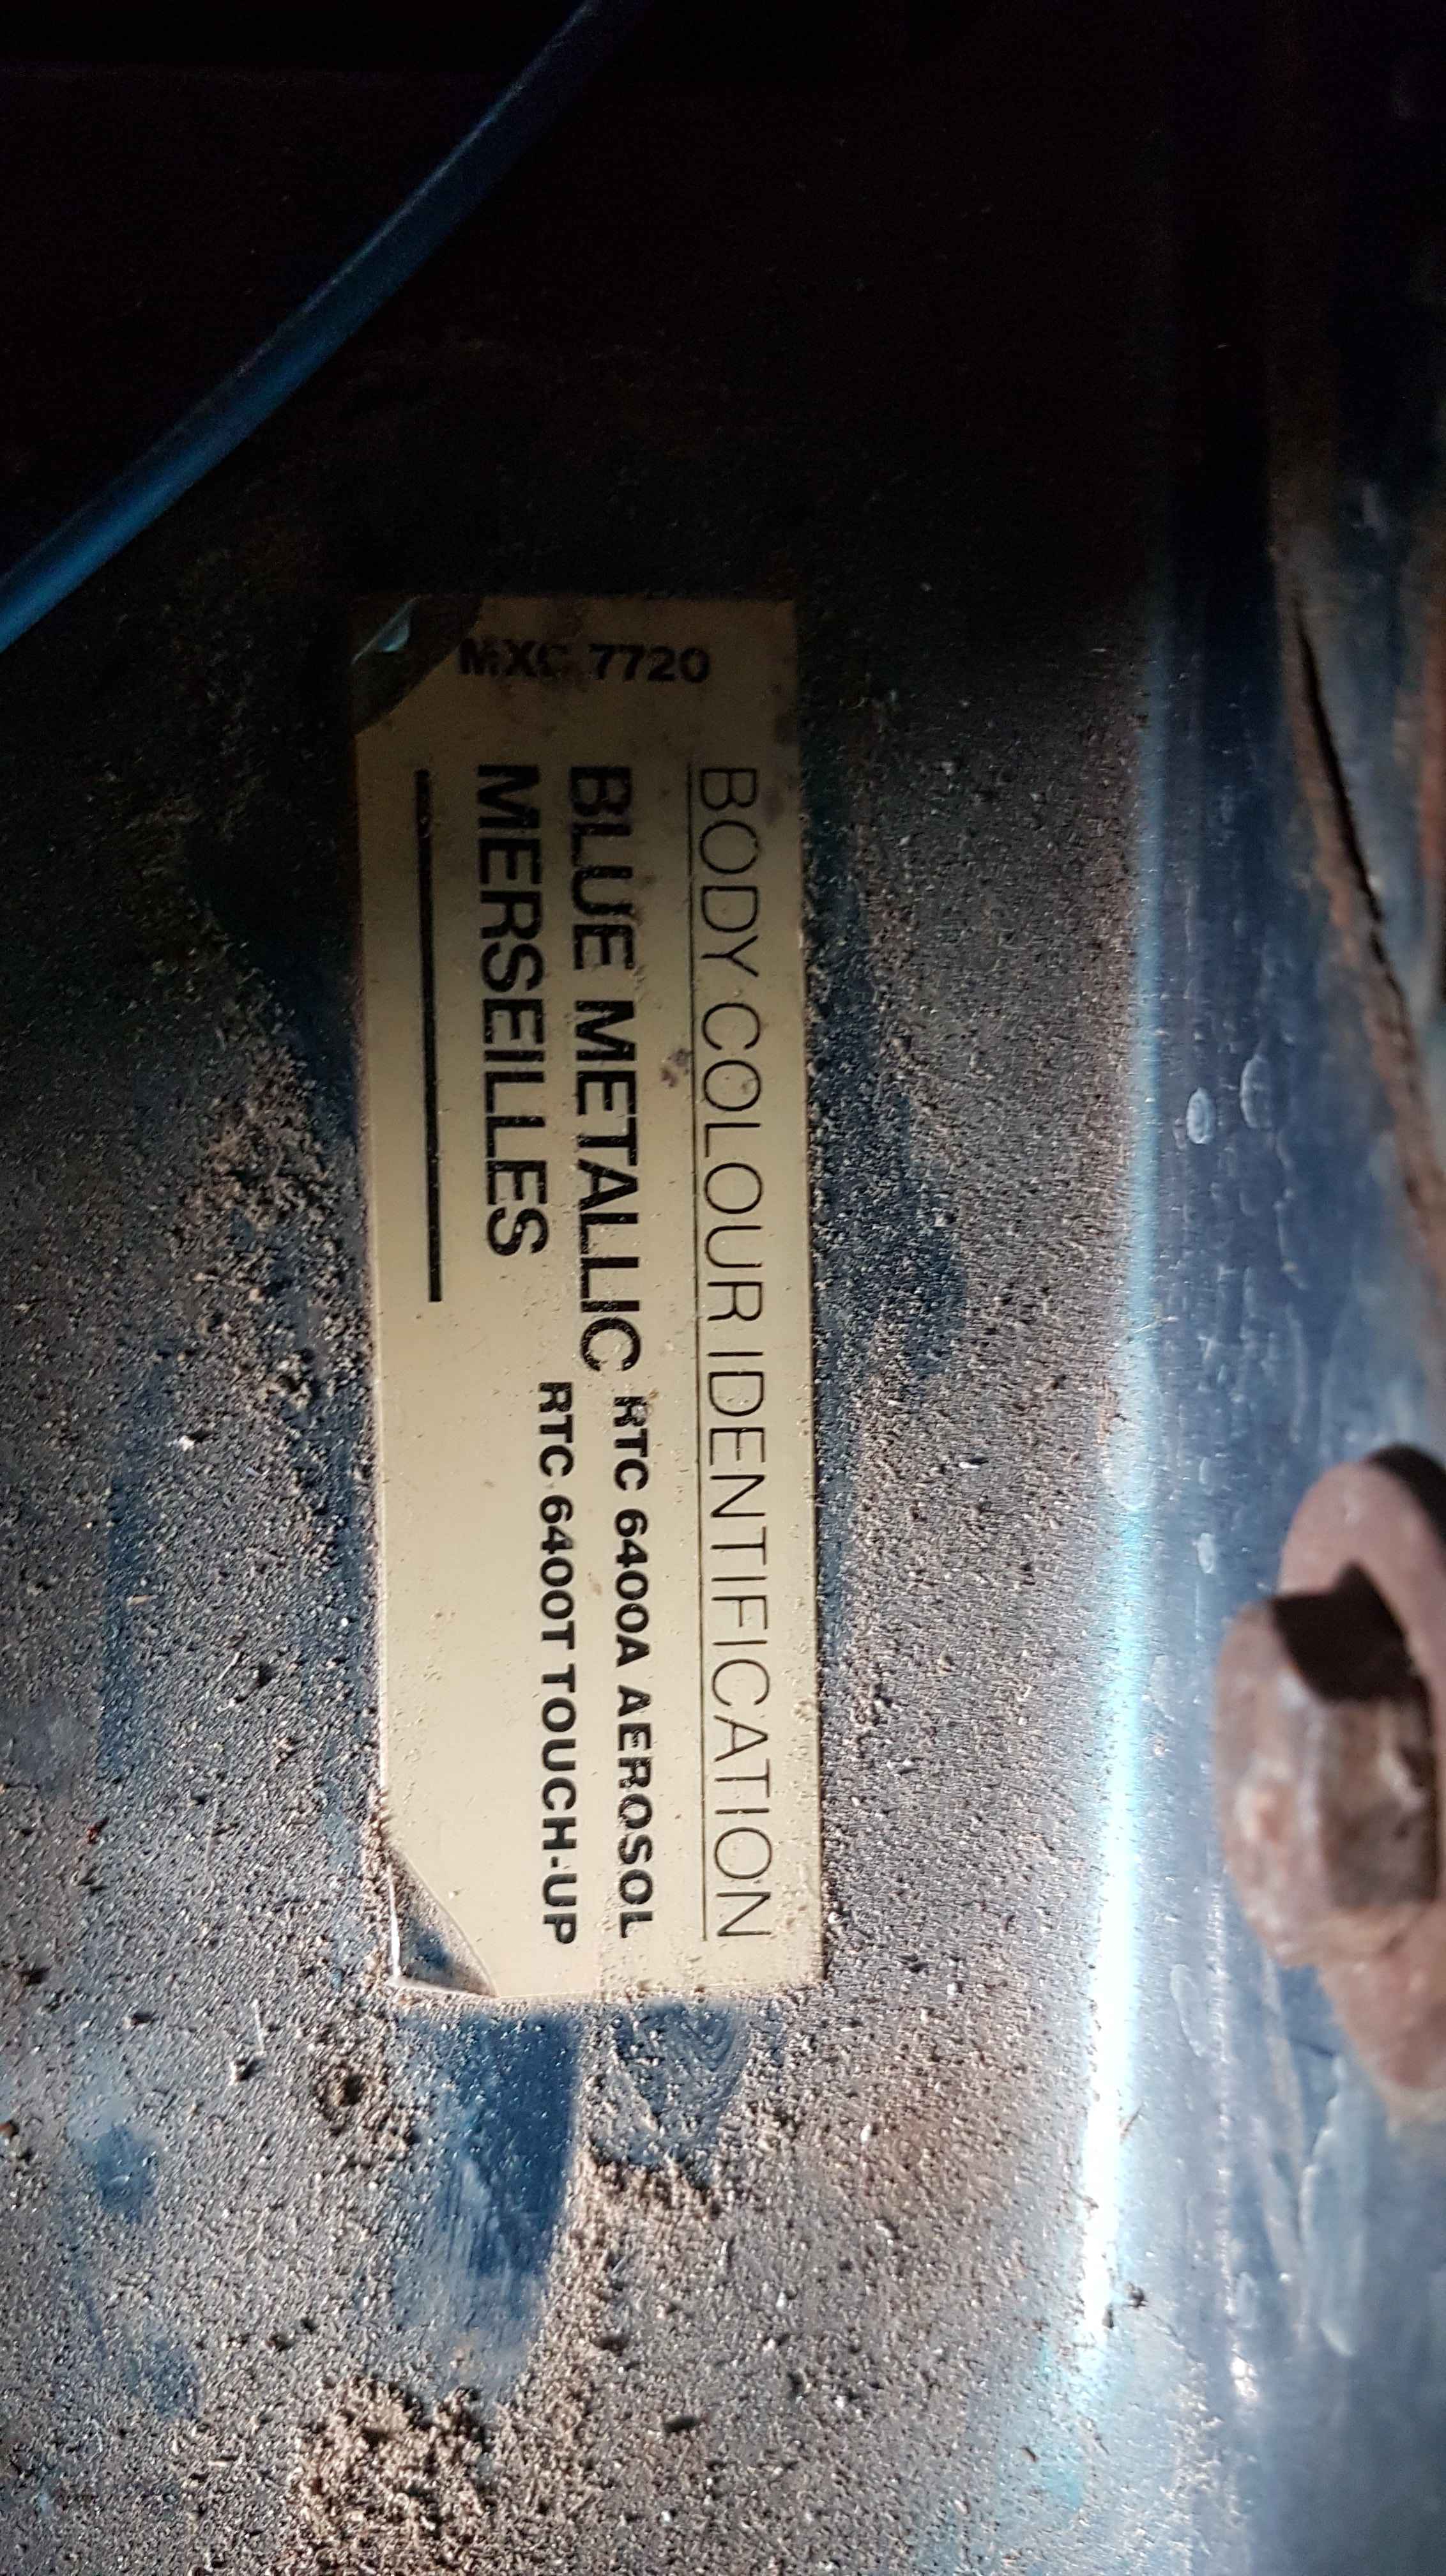 MXC 7720
BODY COLOUR IDENTIFICATION
BLUE METALLIC RTC 6400A AEROSOL
MERSEILLES RTC 6400T TOUCH-UP